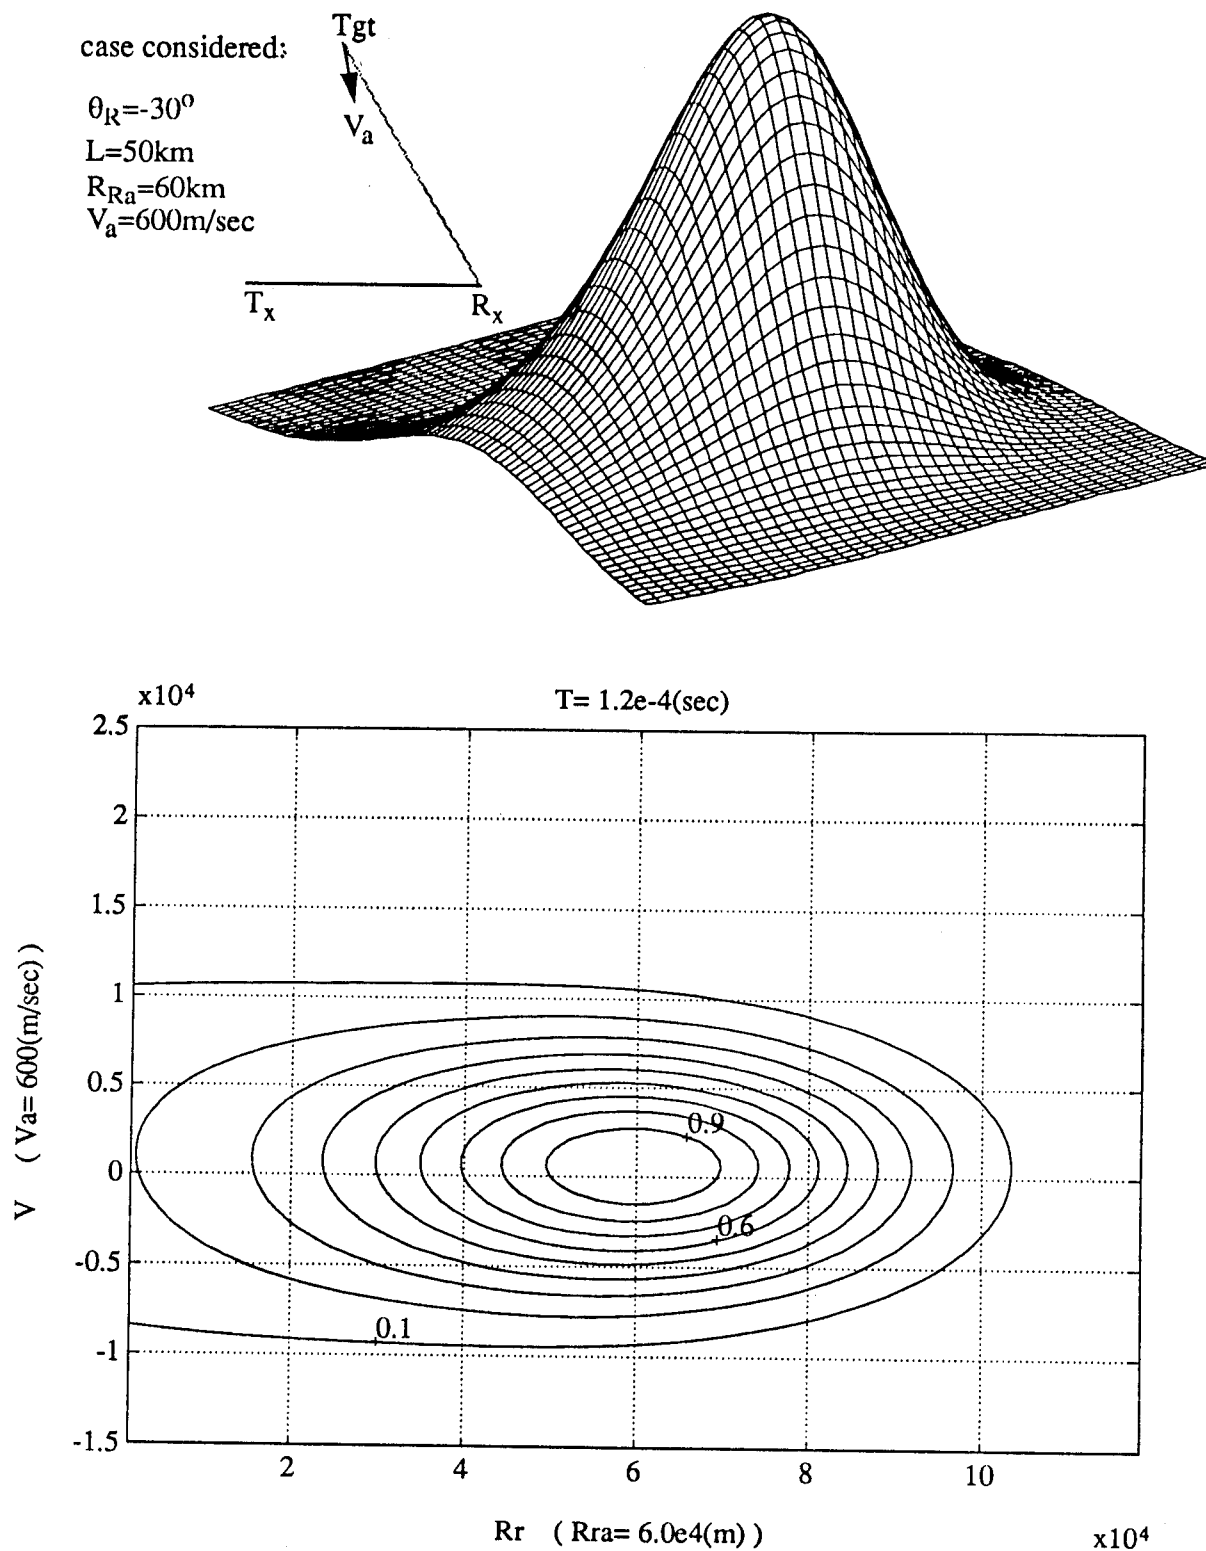 Tgt
case considered:
θR=-30°
Va
L=50km
RRa=60km
Va=600m/sec
Tx
Rx
x10⁴
T= 1.2e-4(sec)
2.5
2
1.5
1
0.5
0
-0.5
-1
-1.5
V ( Va= 600(m/sec) )
0.9
0.6
0.1
2
4
6
8
10
Rr ( Rra= 6.0e4(m) )
x10⁴